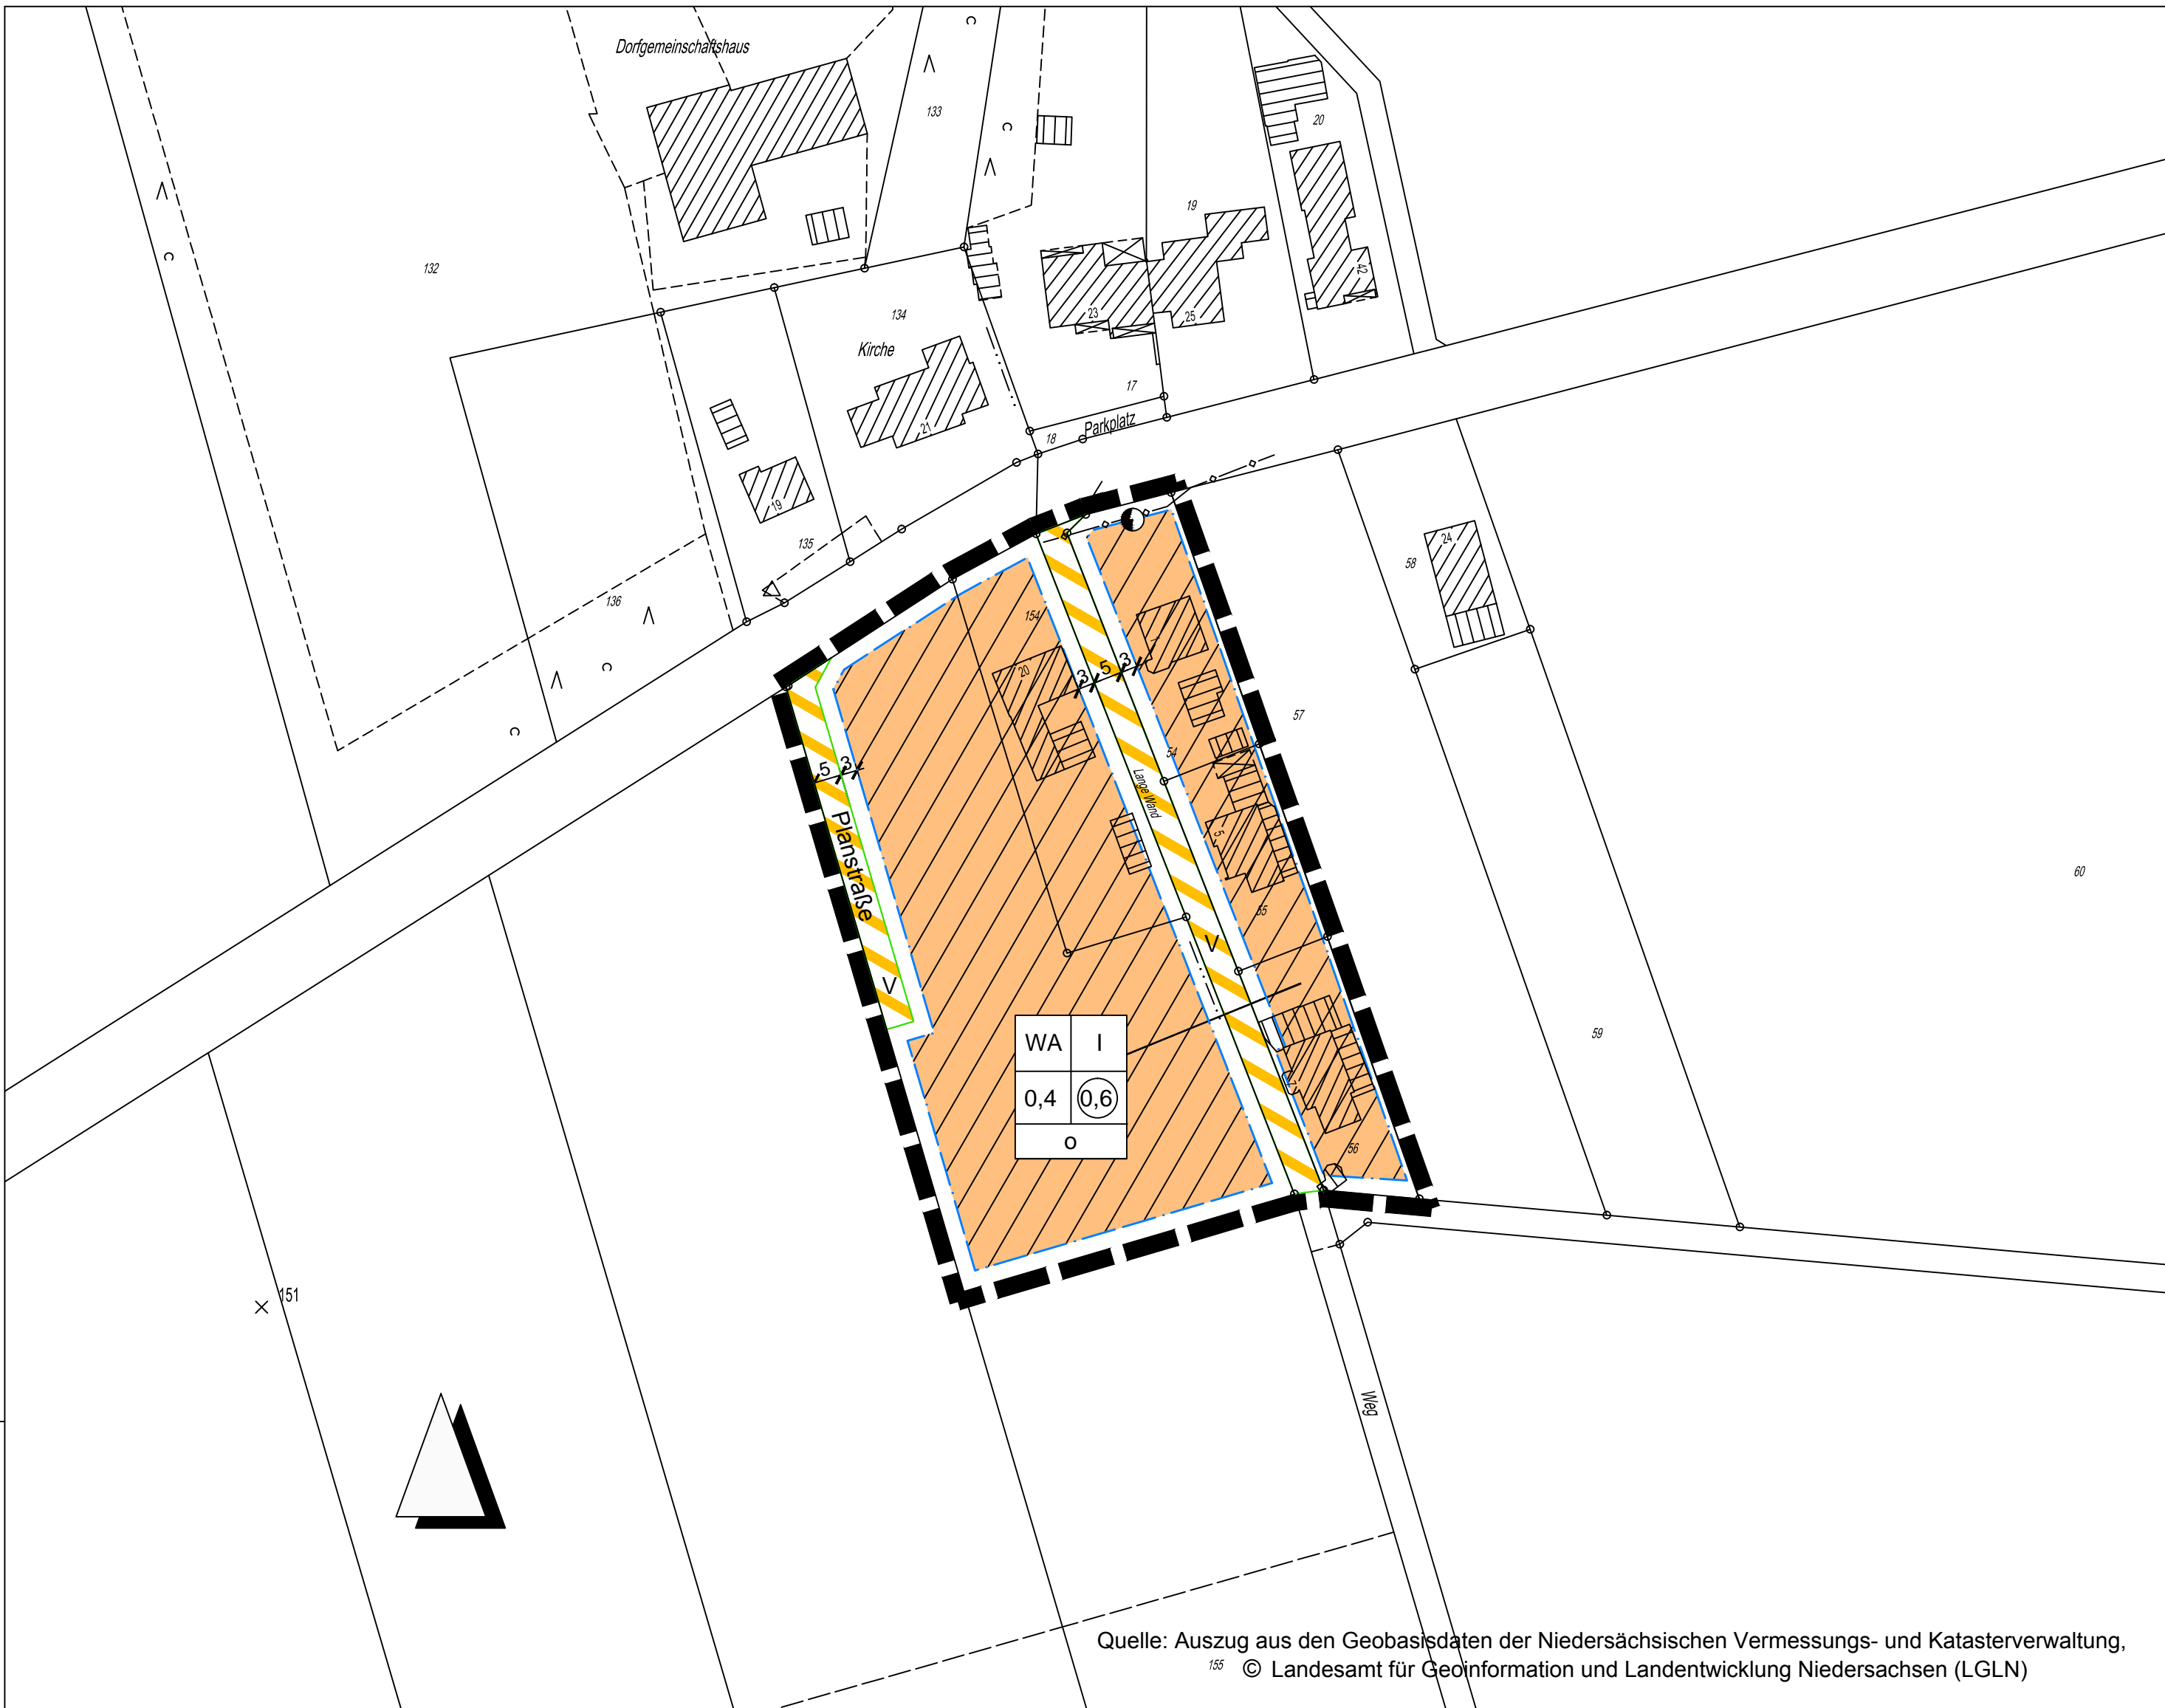 Dorfgemeinschaftshaus
133
20
19
132
134
42
23
25
Kirche
17
21
18
Parkplatz
19
135
24
58
136
154
1
20
3
5
3
57
5
3
54
Lange Wand
5
Planstraße
60
55
V
V
59
WA
I
0,4
0,6
7
o
56
151
Weg
Quelle: Auszug aus den Geobasisdaten der Niedersächsischen Vermessungs- und Katasterverwaltung,
155
© Landesamt für Geoinformation und Landentwicklung Niedersachsen (LGLN)